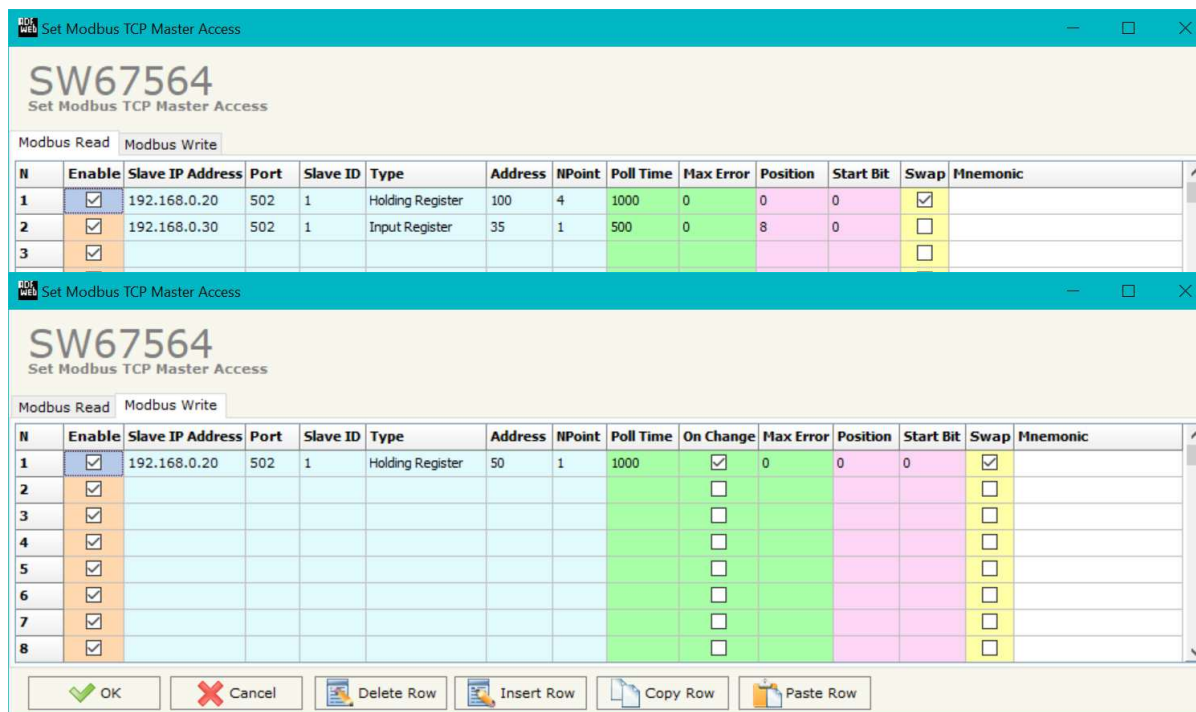 ADF WEB Set Modbus TCP Master Access
SW67564
Set Modbus TCP Master Access
Modbus Read Modbus Write
N Enable Slave IP Address Port Slave ID Type Address NPoint Poll Time Max Error Position Start Bit Swap Mnemonic
1 192.168.0.20 502 1 Holding Register 100 4 1000 0 0 0
2 192.168.0.30 502 1 Input Register 35 1 500 0 8 0
3
ADF WEB Set Modbus TCP Master Access
SW67564
Set Modbus TCP Master Access
Modbus Read Modbus Write
N Enable Slave IP Address Port Slave ID Type Address NPoint Poll Time On Change Max Error Position Start Bit Swap Mnemonic
1 192.168.0.20 502 1 Holding Register 50 1 1000 0 0 0
2
3
4
5
6
7
8
OK Cancel Delete Row Insert Row Copy Row Paste Row